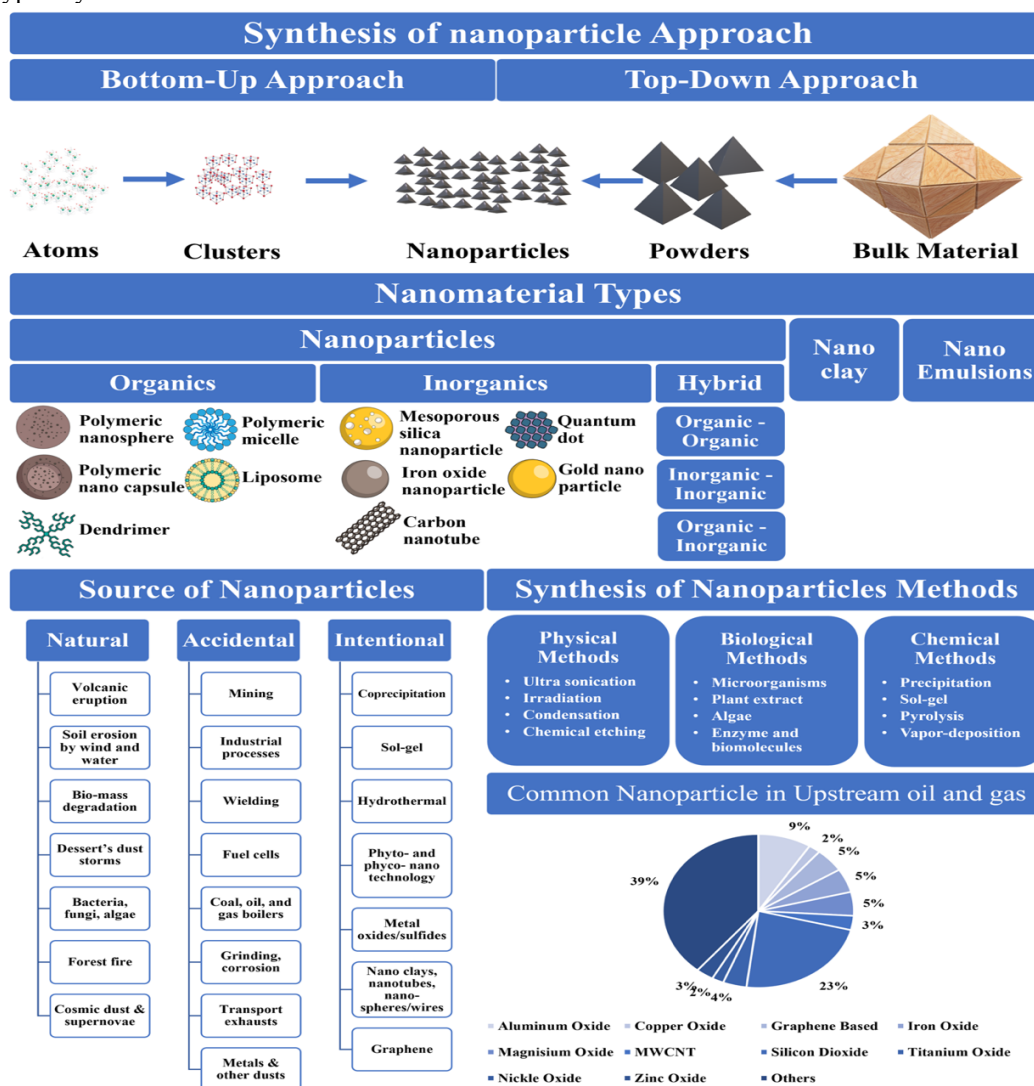 Synthesis of nanoparticle Approach
Bottom-Up Approach
Top-Down Approach
Atoms
Clusters
Nanoparticles
Powders
Bulk Material
Nanomaterial Types
Nanoparticles
Nano
clay
Nano
Emulsions
Organics
Inorganics
Hybrid
Polymeric
nanosphere
Polymeric
micelle
Polymeric
nano capsule
Liposome
Dendrimer
Mesoporous
silica
nanoparticle
Quantum
dot
Iron oxide
nanoparticle
Gold nano
particle
Carbon
nanotube
Organic -
Organic
Inorganic -
Inorganic
Organic -
Inorganic
Source of Nanoparticles
Natural
Volcanic
eruption
Soil erosion
by wind and
water
Bio-mass
degradation
Dessert's dust
storms
Bacteria,
fungi, algae
Forest fire
Cosmic dust &
supernovae
Accidental
Mining
Industrial
processes
Wielding
Fuel cells
Coal, oil, and
gas boilers
Grinding,
corrosion
Transport
exhausts
Metals &
other dusts
Intentional
Coprecipitation
Sol-gel
Hydrothermal
Phyto- and
phyco- nano
technology
Metal
oxides/sulfides
Nano clays,
nanotubes,
nano-
spheres/wires
Graphene
Synthesis of Nanoparticles Methods
Physical
Methods
• Ultra sonication
• Irradiation
• Condensation
• Chemical etching
Biological
Methods
• Microorganisms
• Plant extract
• Algae
• Enzyme and
biomolecules
Chemical
Methods
• Precipitation
• Sol-gel
• Pyrolysis
• Vapor-deposition
Common Nanoparticle in Upstream oil and gas
9%
2%
5%
5%
5%
3%
23%
4%
2%
3%
39%
Aluminum Oxide
Copper Oxide
Graphene Based
Iron Oxide
Magnisium Oxide
MWCNT
Silicon Dioxide
Titanium Oxide
Nickle Oxide
Zinc Oxide
Others